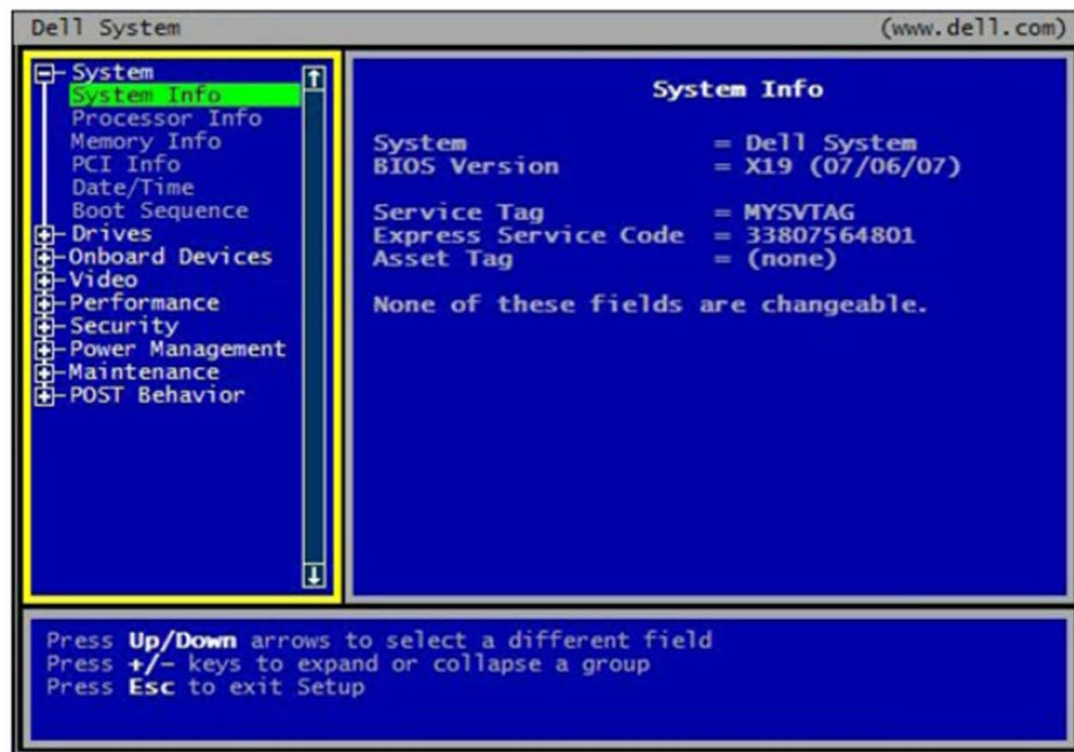 Dell System (www.dell.com)
System
System Info
Processor Info
Memory Info
PCI Info
Date/Time
Boot Sequence
Drives
Onboard Devices
Video
Performance
Security
Power Management
Maintenance
POST Behavior
System Info
System = Dell System
BIOS Version = X19 (07/06/07)
Service Tag = MYSVTAG
Express Service Code = 33807564801
Asset Tag = (none)
None of these fields are changeable.
Press Up/Down arrows to select a different field
Press +/- keys to expand or collapse a group
Press Esc to exit Setup